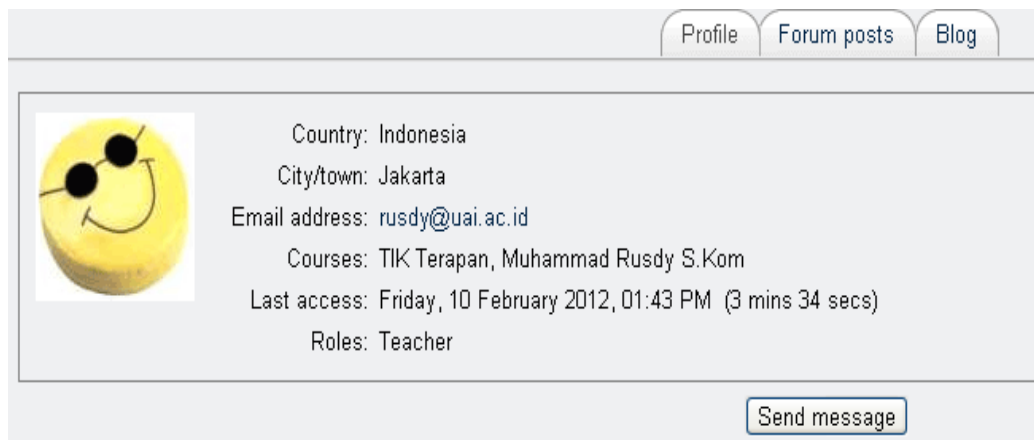 Profile Forum posts Blog
Country: Indonesia
City/town: Jakarta
Email address: rusdy@uai.ac.id
Courses: TIK Terapan, Muhammad Rusdy S.Kom
Last access: Friday, 10 February 2012, 01:43 PM (3 mins 34 secs)
Roles: Teacher
Send message